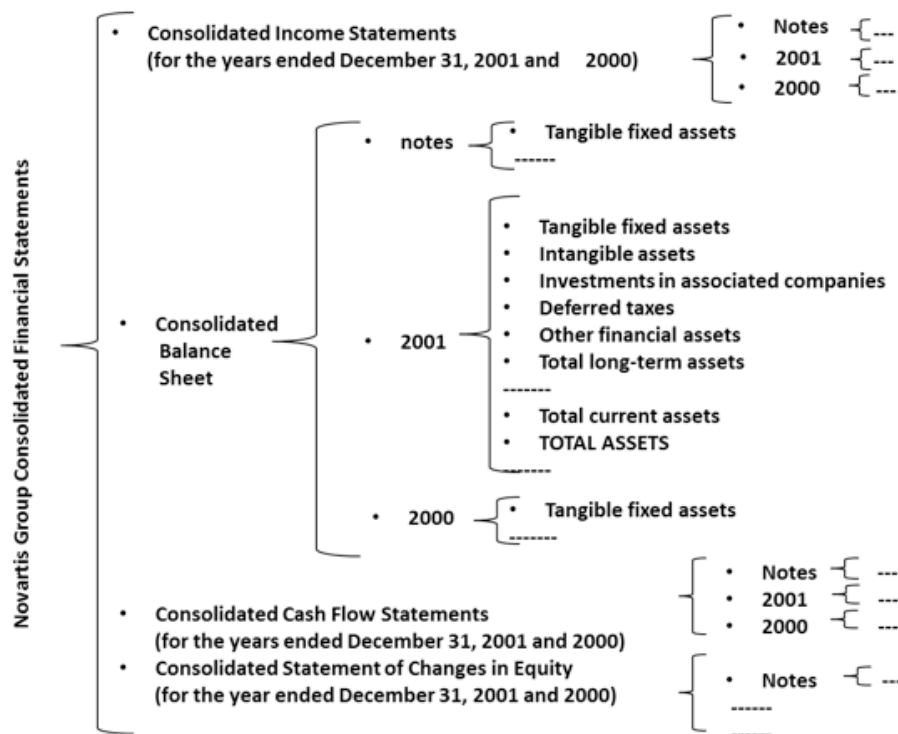 Novartis Group Consolidated Financial Statements
• Consolidated Income Statements
(for the years ended December 31, 2001 and 2000)
• Notes ---
• 2001 ---
• 2000 ---
• Consolidated
Balance
Sheet
• notes
• Tangible fixed assets
------
• 2001
• Tangible fixed assets
• Intangible assets
• Investments in associated companies
• Deferred taxes
• Other financial assets
• Total long-term assets
-------
• Total current assets
• TOTAL ASSETS
-------
• 2000
• Tangible fixed assets
-------
• Consolidated Cash Flow Statements
(for the years ended December 31, 2001 and 2000)
• Notes ---
• 2001 ---
• 2000 ---
• Consolidated Statement of Changes in Equity
(for the year ended December 31, 2001 and 2000)
• Notes ---
------
------